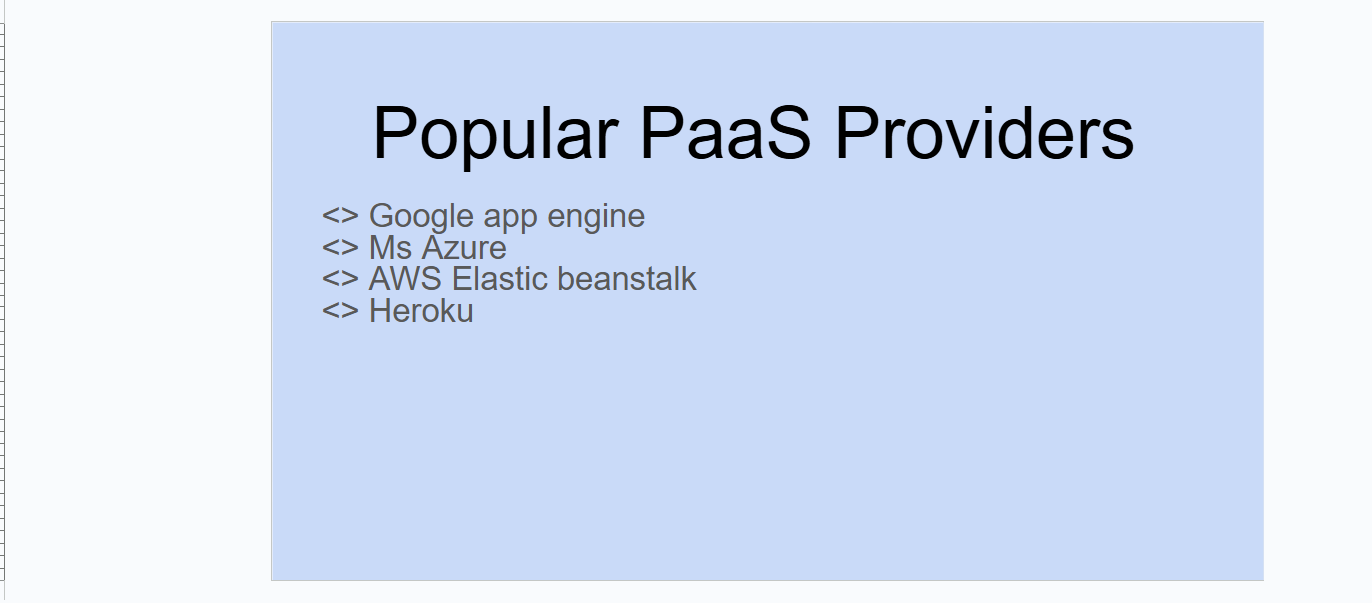 Popular PaaS Providers
<> Google app engine
<> Ms Azure
<> AWS Elastic beanstalk
<> Heroku